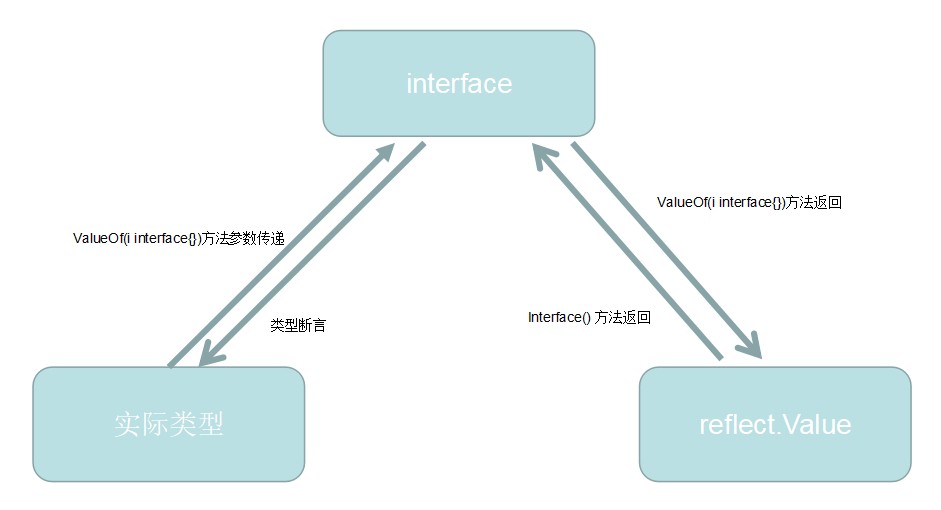 interface
ValueOf(i interface{})方法返回
ValueOf(i interface{})方法参数传递
Interface() 方法返回
类型断言
实际类型
reflect.Value